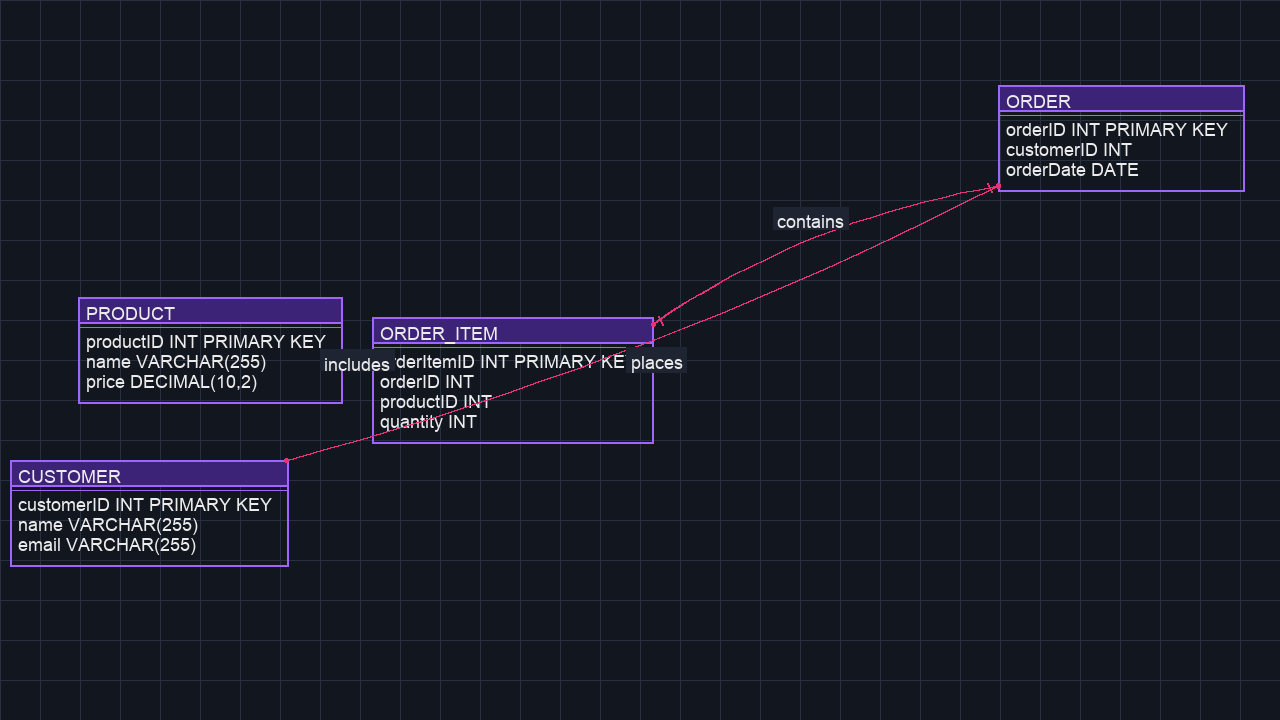 ORDER
orderID INT PRIMARY KEY
customerID INT
orderDate DATE
contains
PRODUCT
productID INT PRIMARY KEY
name VARCHAR(255)
price DECIMAL(10,2)
includes
ORDER_ITEM
rderItemID INT PRIMARY KE
orderID INT
productID INT
quantity INT
places
CUSTOMER
customerID INT PRIMARY KEY
name VARCHAR(255)
email VARCHAR(255)